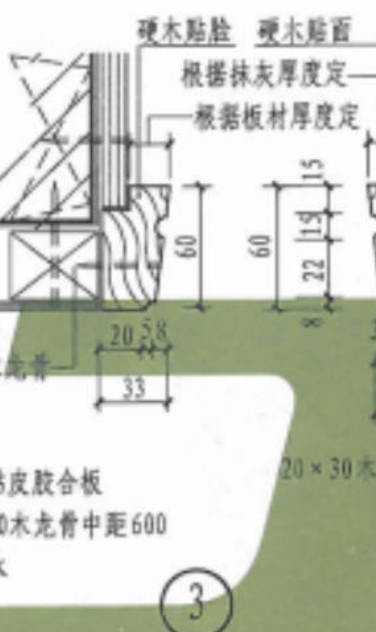 硬木贴脸 硬木贴面
根据抹灰厚度定
根据板材厚度定
15
60
60
15
22
8
20 5 8
龙骨
33
皮胶合板
20×30木
0木龙骨中距600
3